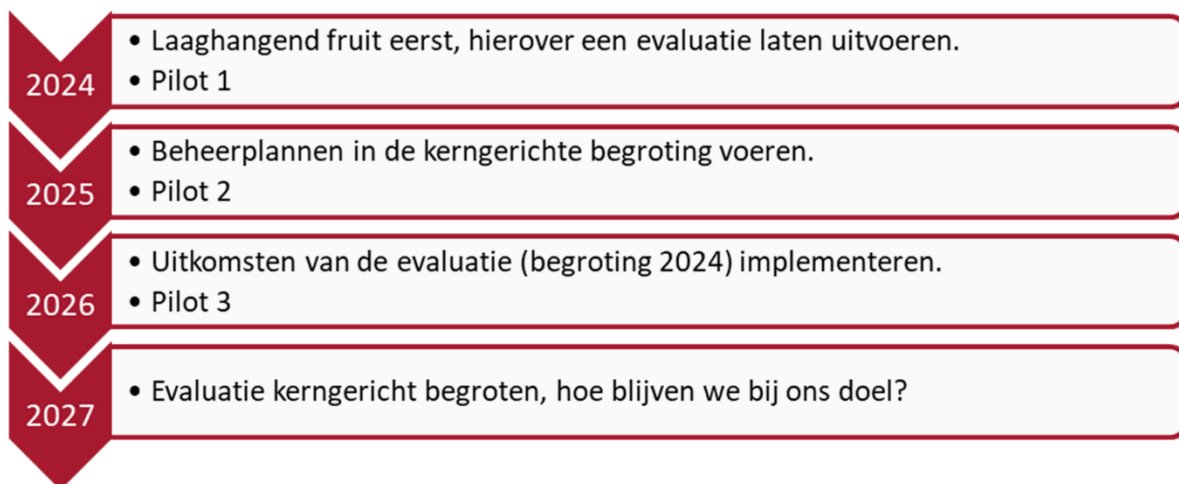 2024
• Laaghangend fruit eerst, hierover een evaluatie laten uitvoeren.
• Pilot 1
2025
• Beheerplannen in de kerngerichte begroting voeren.
• Pilot 2
2026
• Uitkomsten van de evaluatie (begroting 2024) implementeren.
• Pilot 3
2027
• Evaluatie kerngericht begroten, hoe blijven we bij ons doel?